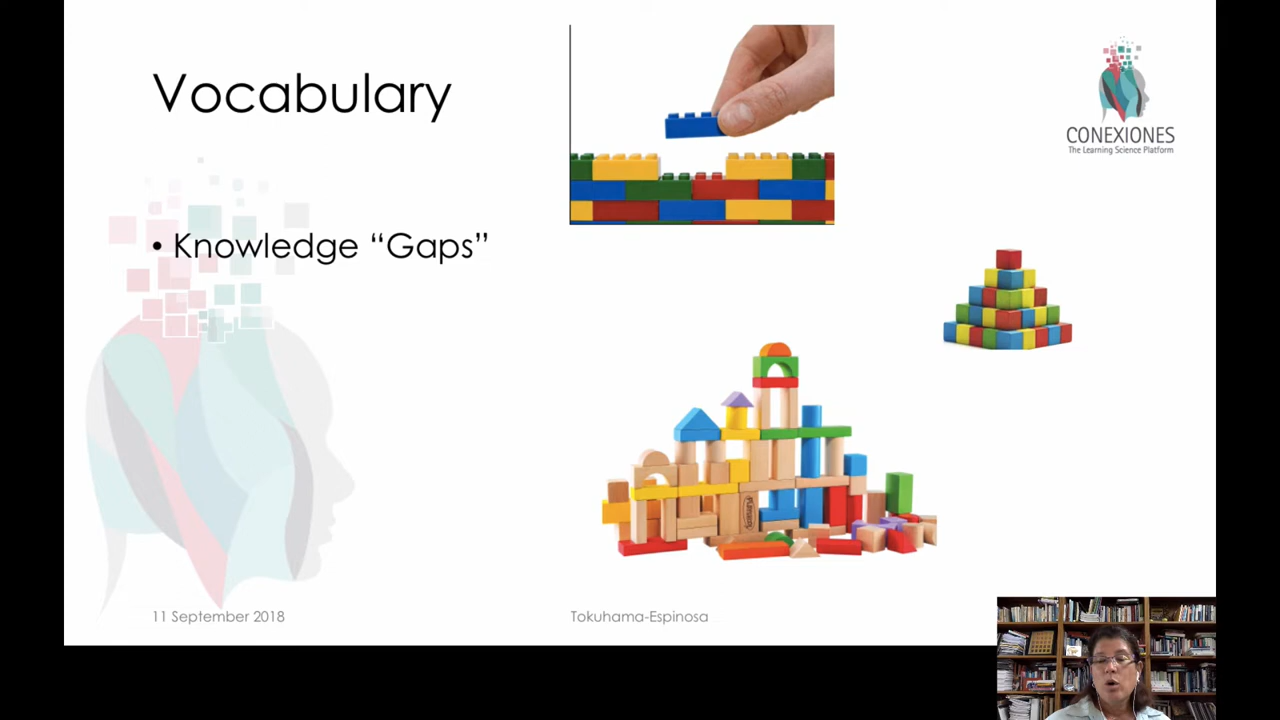 Vocabulary
CONEXIONES
The Learning Science Platform
• Knowledge “Gaps”
11 September 2018
Tokuhama-Espinosa